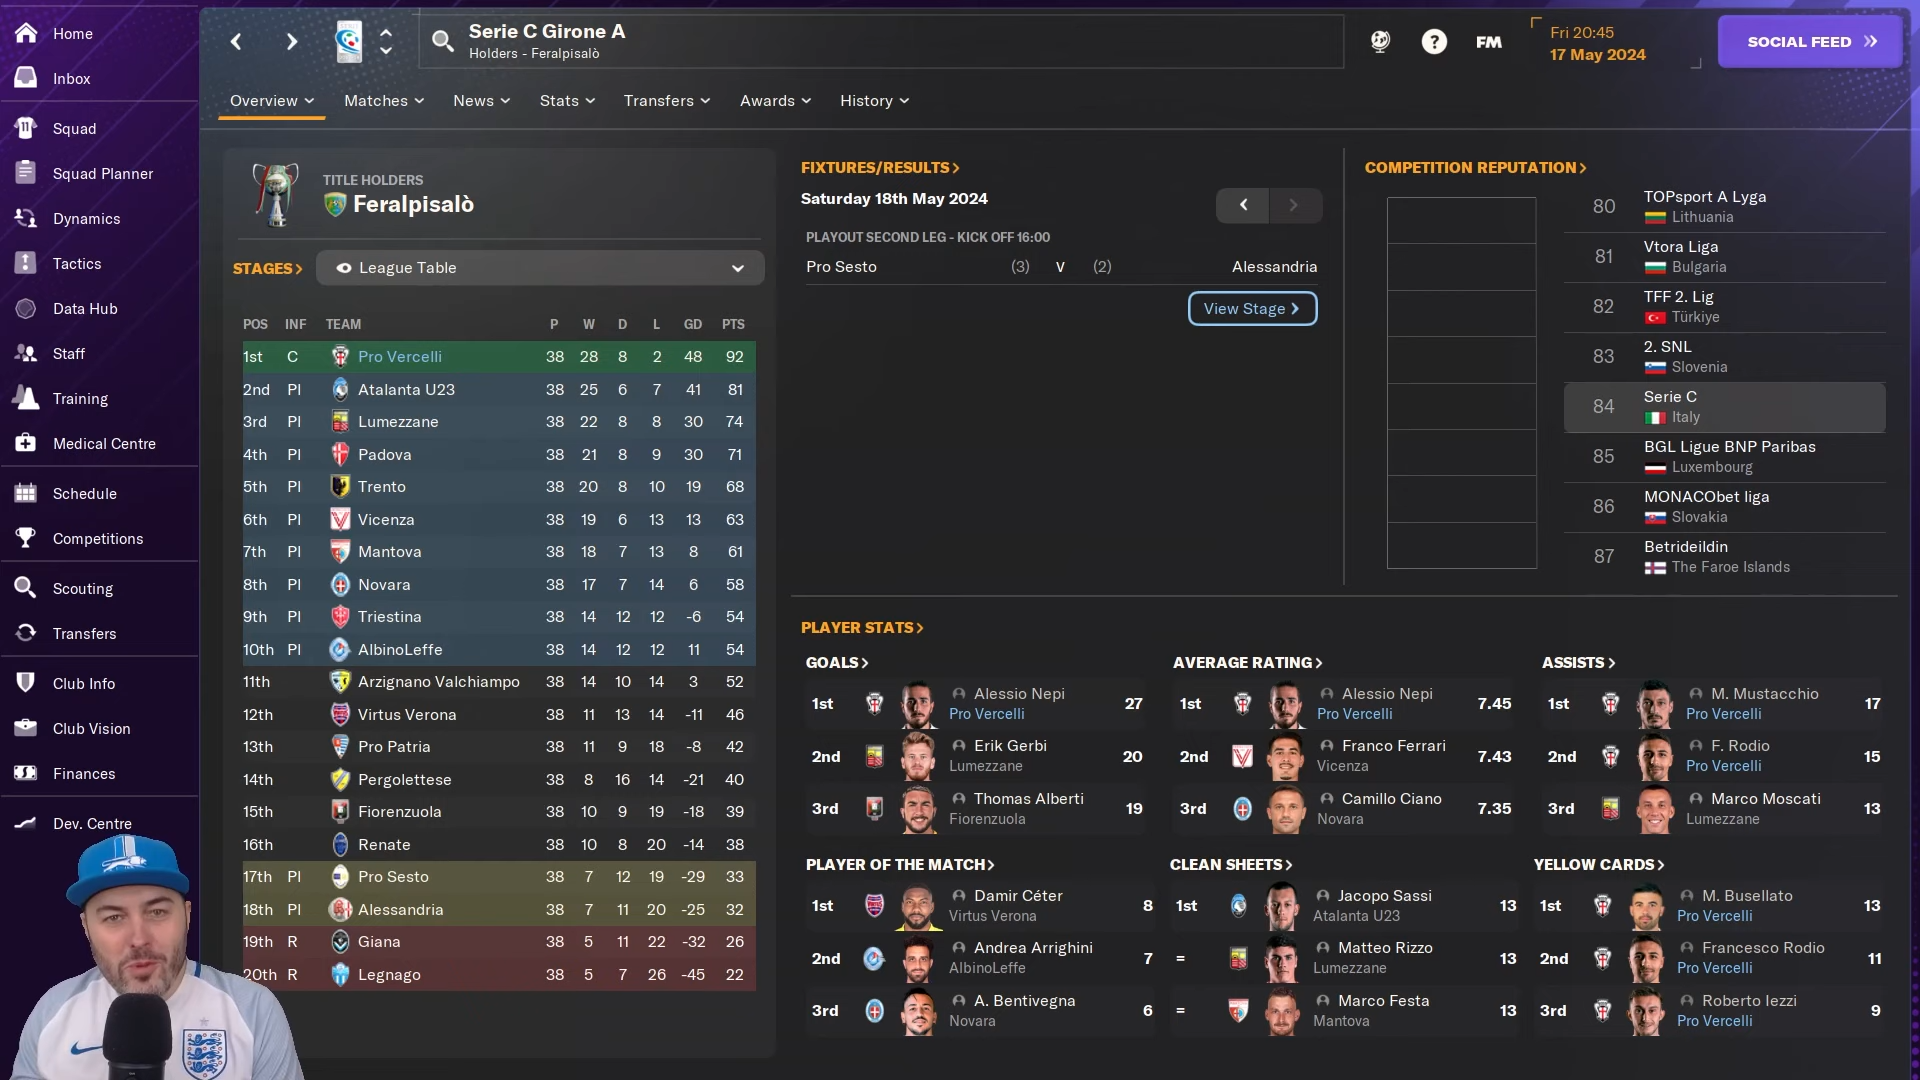 Home
Inbox
Squad
Squad Planner
Dynamics
Tactics
Data Hub
Staff
Training
Medical Centre
Schedule
Competitions
Scouting
Transfers
Club Info
Club Vision
Finances
Dev. Centre
Serie C Girone A
Holders - Feralpisalò
FM
Fri 20:45
17 May 2024
SOCIAL FEED
Overview Matches News Stats Transfers Awards History
TITLE HOLDERS
Feralpisalò
STAGES League Table
POS INF TEAM P W D L GD PTS
1st C Pro Vercelli 38 28 8 2 48 92
2nd Pl Atalanta U23 38 25 6 7 41 81
3rd Pl Lumezzane 38 22 8 8 30 74
4th Pl Padova 38 21 8 9 30 71
5th Pl Trento 38 20 8 10 19 68
6th Pl Vicenza 38 19 6 13 13 63
7th Pl Mantova 38 18 7 13 8 61
8th Pl Novara 38 17 7 14 6 58
9th Pl Triestina 38 14 12 12 -6 54
10th Pl AlbinoLeffe 38 14 12 12 11 54
11th Arzignano Valchiampo 38 14 10 14 3 52
12th Virtus Verona 38 11 13 14 -11 46
13th Pro Patria 38 11 9 18 -8 42
14th Pergolettese 38 8 16 14 -21 40
15th Fiorenzuola 38 10 9 19 -18 39
16th Renate 38 10 8 20 -14 38
17th Pl Pro Sesto 38 7 12 19 -29 33
18th Pl Alessandria 38 7 11 20 -25 32
19th R Giana 38 5 11 22 -32 26
20th R Legnago 38 5 7 26 -45 22
FIXTURES/RESULTS
Saturday 18th May 2024
PLAYOUT SECOND LEG - KICK OFF 16:00
Pro Sesto (3) V (2) Alessandria
View Stage
COMPETITION REPUTATION
80 TOPsport A Lyga
Lithuania
81 Vtora Liga
Bulgaria
82 TFF 2. Lig
Türkiye
83 2. SNL
Slovenia
84 Serie C
Italy
85 BGL Ligue BNP Paribas
Luxembourg
86 MONACObet liga
Slovakia
87 Betrideildin
The Faroe Islands
PLAYER STATS
GOALS
1st Alessio Nepi 27
Pro Vercelli
2nd Erik Gerbi 20
Lumezzane
3rd Thomas Alberti 19
Fiorenzuola
AVERAGE RATING
1st Alessio Nepi 7.45
Pro Vercelli
2nd Franco Ferrari 7.43
Vicenza
3rd Camillo Ciano 7.35
Novara
ASSISTS
1st M. Mustacchio 17
Pro Vercelli
2nd F. Rodio 15
Pro Vercelli
3rd Marco Moscati 13
Lumezzane
PLAYER OF THE MATCH
1st Damir Céter 8
Virtus Verona
2nd Andrea Arrighini 7
AlbinoLeffe
3rd A. Bentivegna 6
Novara
CLEAN SHEETS
1st Jacopo Sassi 13
Atalanta U23
= Matteo Rizzo 13
Lumezzane
= Marco Festa 13
Mantova
YELLOW CARDS
1st M. Busellato 13
Pro Vercelli
2nd Francesco Rodio 11
Pro Vercelli
3rd Roberto Iezzi 9
Pro Vercelli